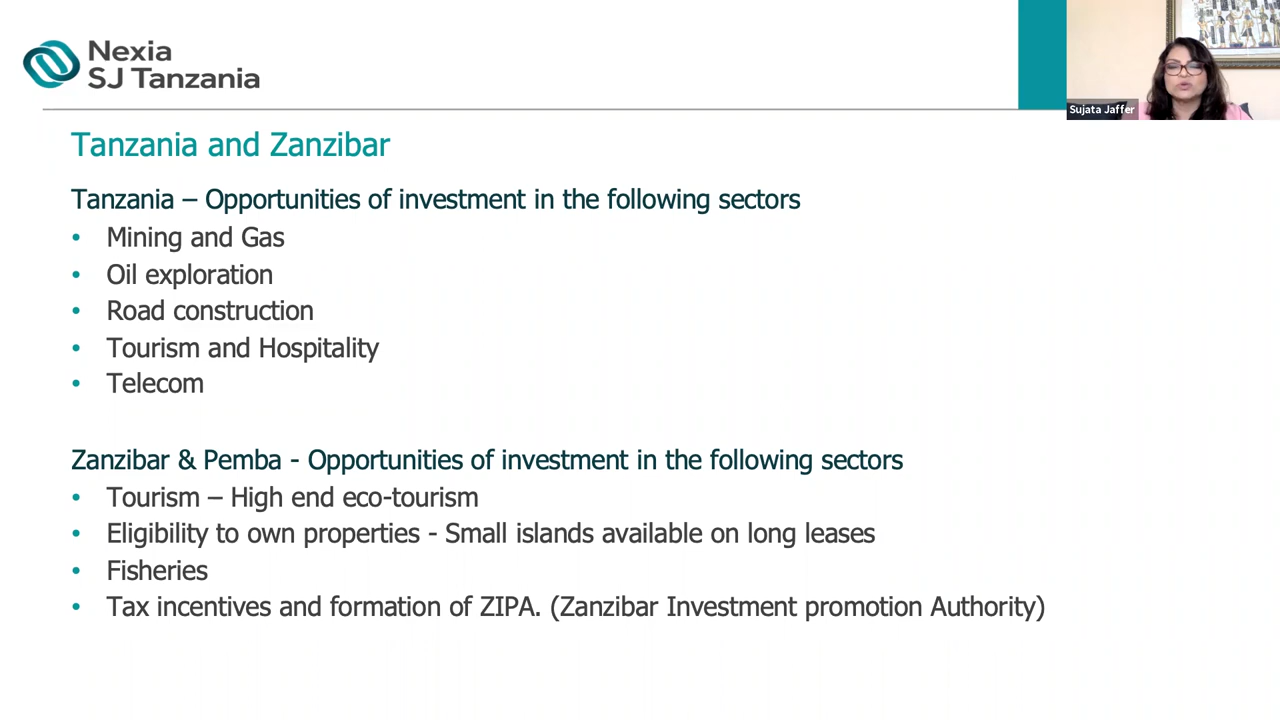 Nexia
SJ Tanzania
Sujata Jaffer
Tanzania and Zanzibar
Tanzania – Opportunities of investment in the following sectors
• Mining and Gas
• Oil exploration
• Road construction
• Tourism and Hospitality
• Telecom
Zanzibar & Pemba - Opportunities of investment in the following sectors
• Tourism – High end eco-tourism
• Eligibility to own properties - Small islands available on long leases
• Fisheries
• Tax incentives and formation of ZIPA. (Zanzibar Investment promotion Authority)